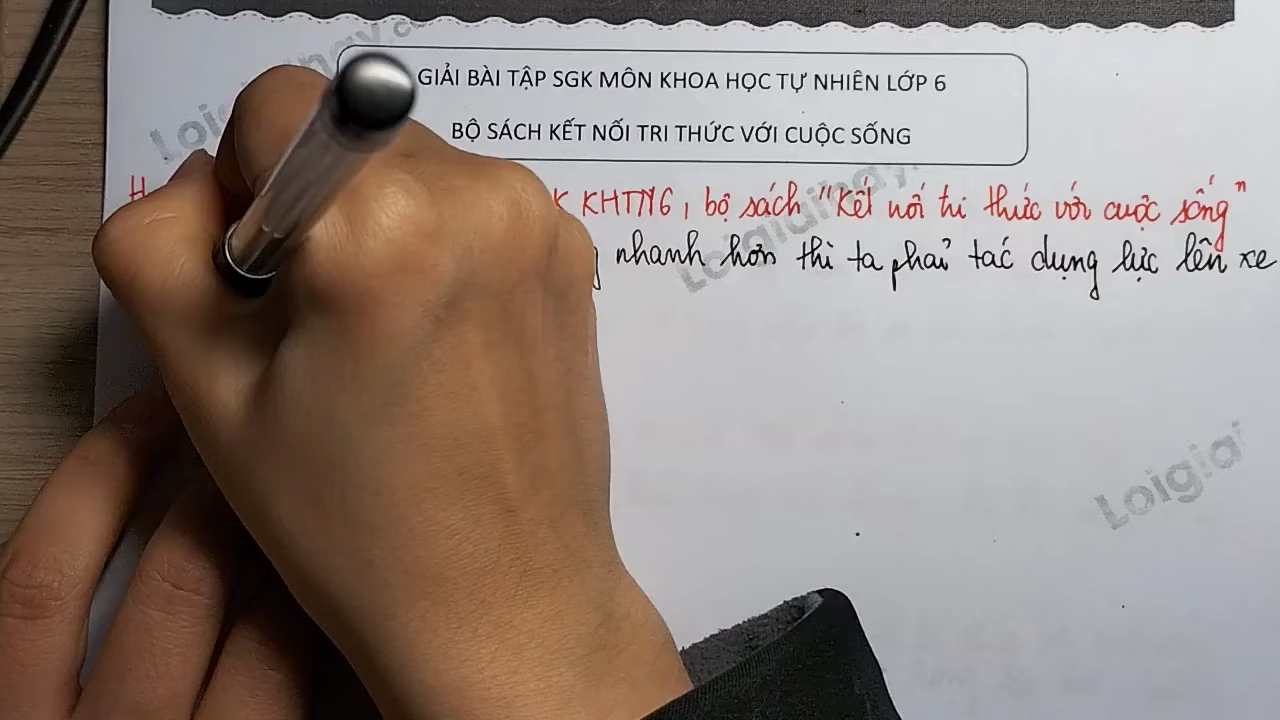 GIẢI BÀI TẬP SGK MÔN KHOA HỌC TỰ NHIÊN LỚP 6
BỘ SÁCH KẾT NỐI TRI THỨC VỚI CUỘC SỐNG
KHTN6, bộ sách "Kết nối tri thức với cuộc sống"
nhanh hơn thì ta phải tác dụng lực lên xe
Loigia